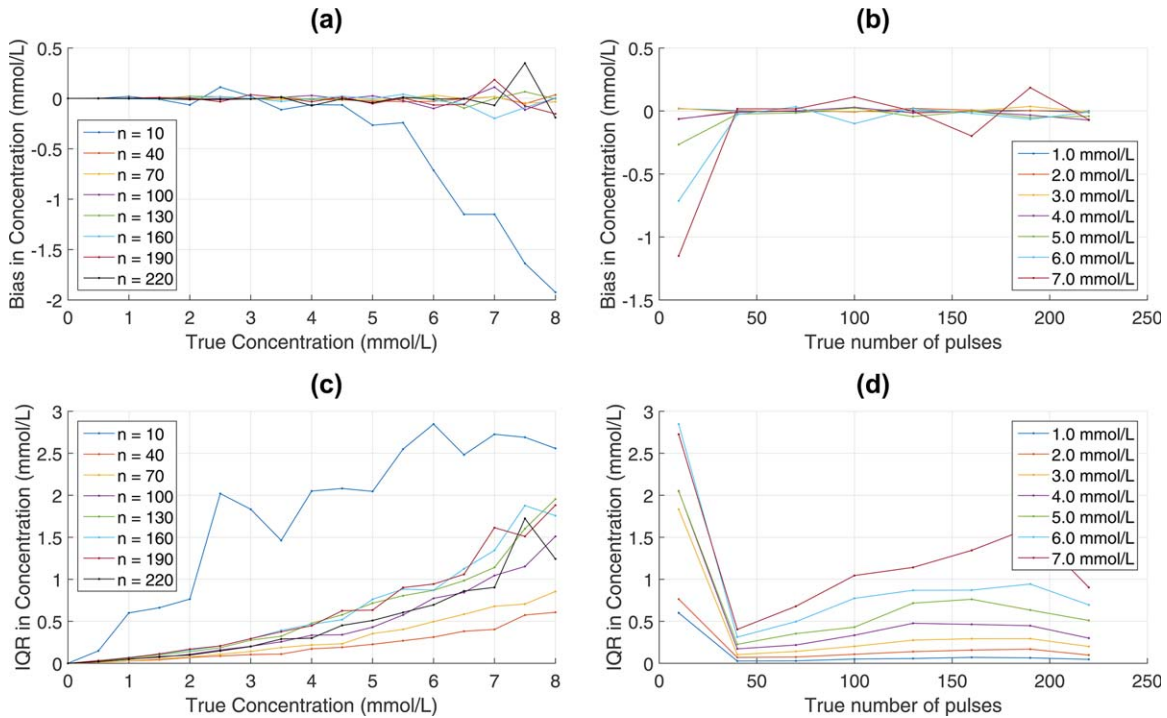 (a)
Bias in Concentration (mmol/L)
0.5
0
-0.5
-1
-1.5
-2
n = 10
n = 40
n = 70
n = 100
n = 130
n = 160
n = 190
n = 220
0 1 2 3 4 5 6 7 8
True Concentration (mmol/L)
(b)
Bias in Concentration (mmol/L)
0.5
0
-0.5
-1
-1.5
1.0 mmol/L
2.0 mmol/L
3.0 mmol/L
4.0 mmol/L
5.0 mmol/L
6.0 mmol/L
7.0 mmol/L
0 50 100 150 200 250
True number of pulses
(c)
IQR in Concentration (mmol/L)
3
2.5
2
1.5
1
0.5
0
n = 10
n = 40
n = 70
n = 100
n = 130
n = 160
n = 190
n = 220
0 1 2 3 4 5 6 7 8
True Concentration (mmol/L)
(d)
IQR in Concentration (mmol/L)
3
2.5
2
1.5
1
0.5
0
1.0 mmol/L
2.0 mmol/L
3.0 mmol/L
4.0 mmol/L
5.0 mmol/L
6.0 mmol/L
7.0 mmol/L
0 50 100 150 200 250
True number of pulses